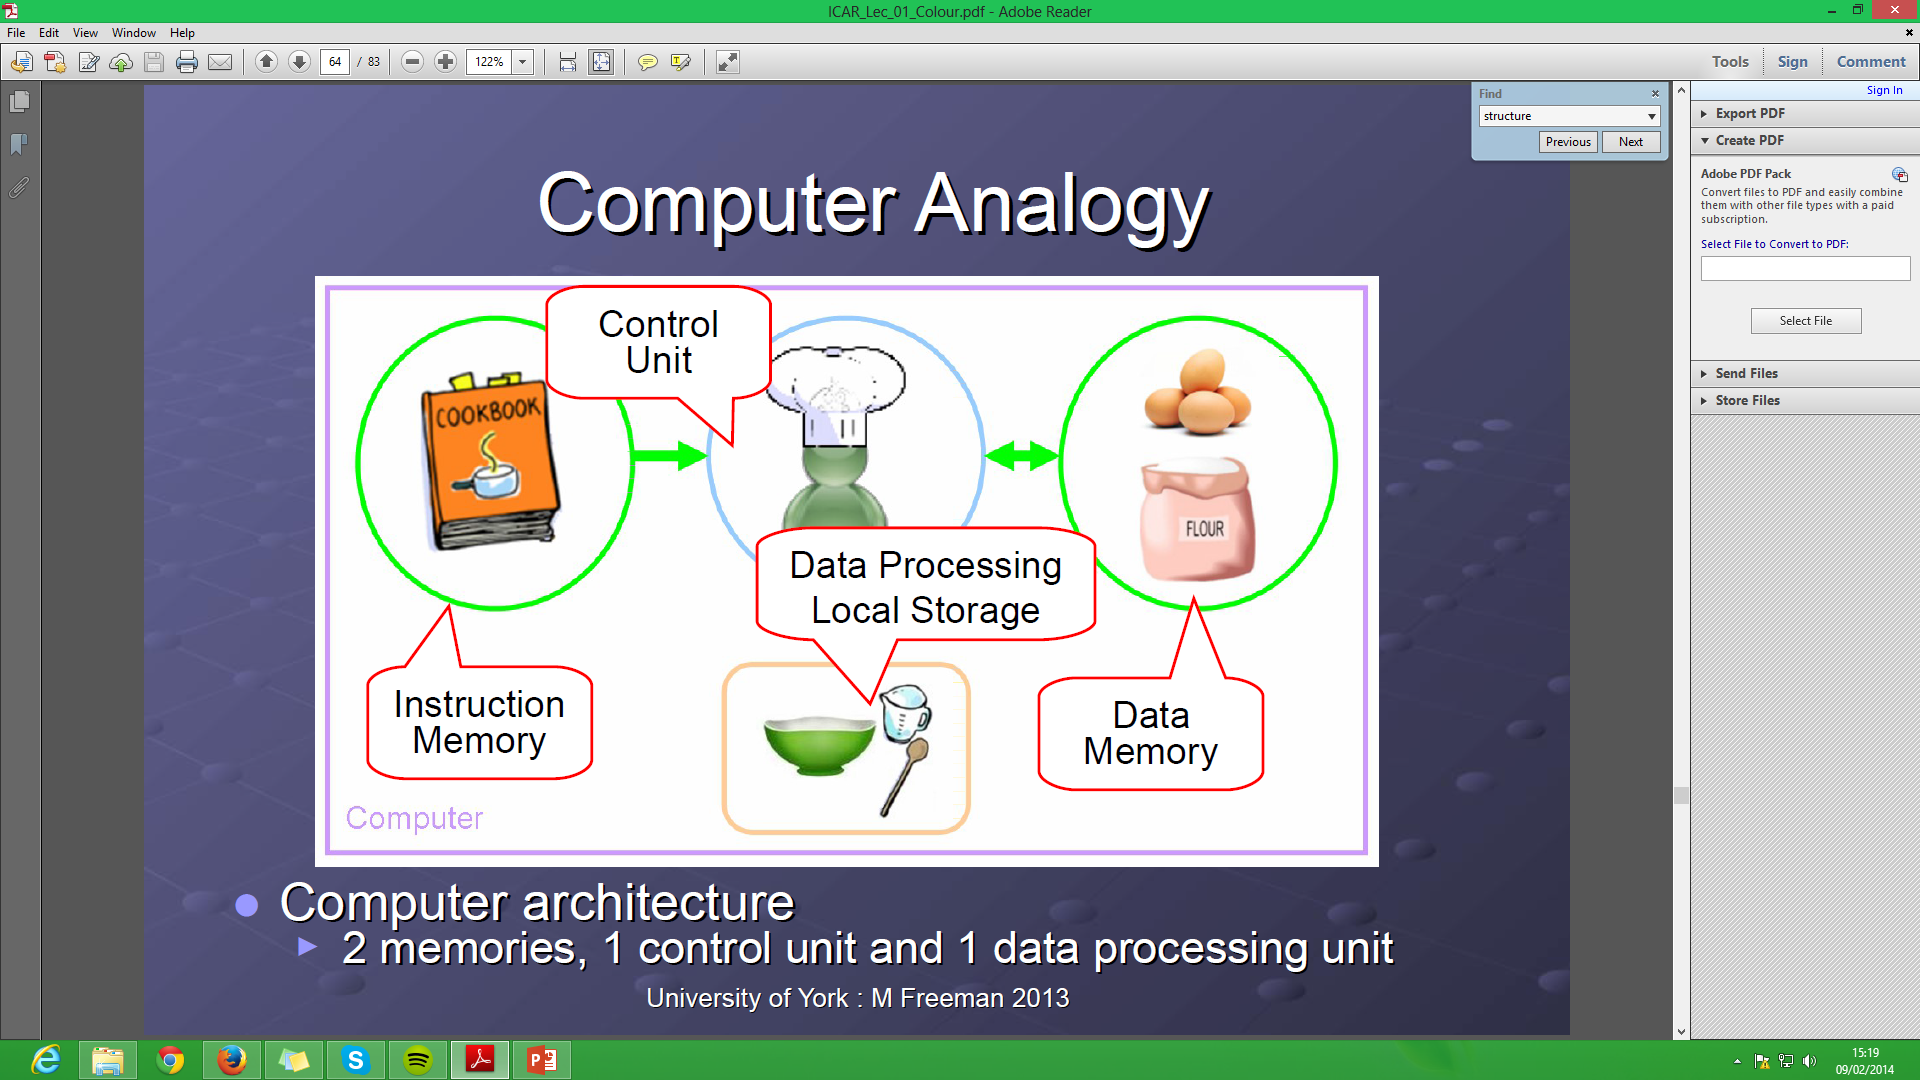 ICAR_Lec_01_Colour.pdf - Adobe Reader
File Edit View Window Help
64 / 83 122% Tools Sign Comment
Find
structure
Previous Next
Sign In
Export PDF
Create PDF
Adobe PDF Pack
Convert files to PDF and easily combine
them with other file types with a paid
subscription.
Select File to Convert to PDF:
Select File
Send Files
Store Files
Computer Analogy
Control
Unit
COOKBOOK
FLOUR
Data Processing
Local Storage
Instruction
Memory
Data
Memory
Computer
Computer architecture
2 memories, 1 control unit and 1 data processing unit
University of York : M Freeman 2013
15:19
09/02/2014